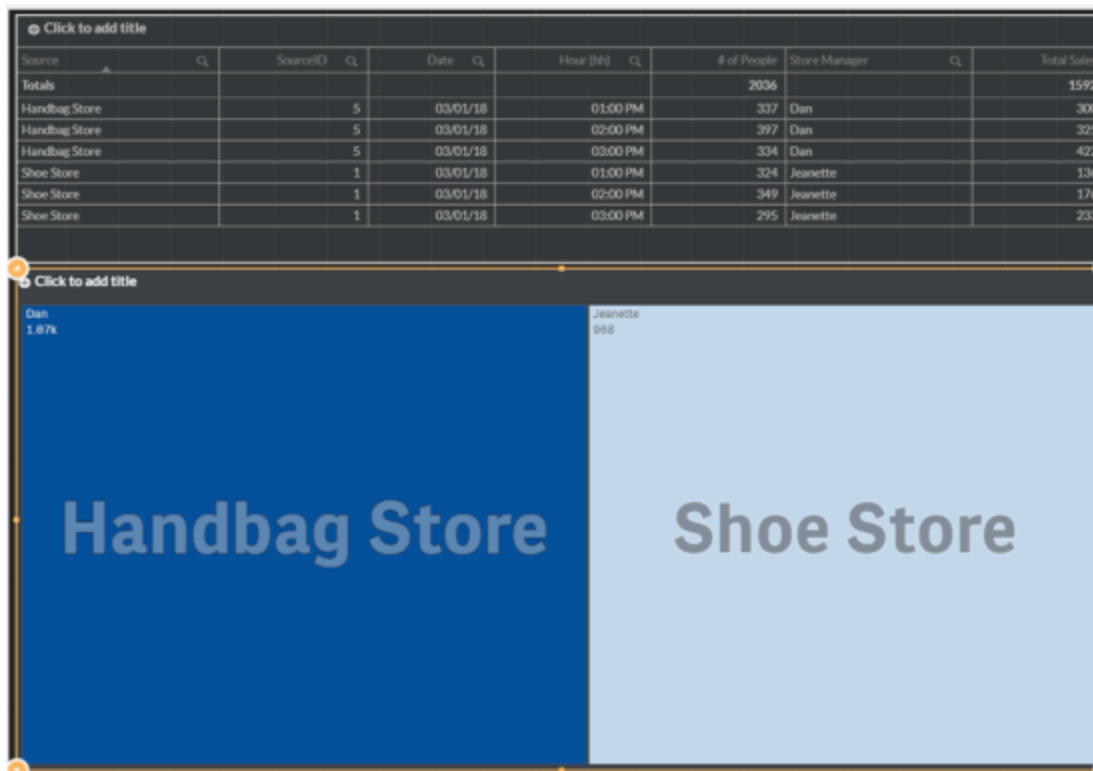 Click to add title
Source SourceID Date Hour (hh) # of People Store Manager Total Sale
Totals 2036 1592
Handbag Store 5 03/01/18 01:00 PM 337 Dan
Handbag Store 5 03/01/18 02:00 PM 397 Dan
Handbag Store 5 03/01/18 03:00 PM 334 Dan
Shoe Store 1 03/01/18 01:00 PM 324 Jeanette
Shoe Store 1 03/01/18 02:00 PM 349 Jeanette
Shoe Store 1 03/01/18 03:00 PM 295 Jeanette
Click to add title
Dan
1.07k
Jeanette
968
Handbag Store
Shoe Store